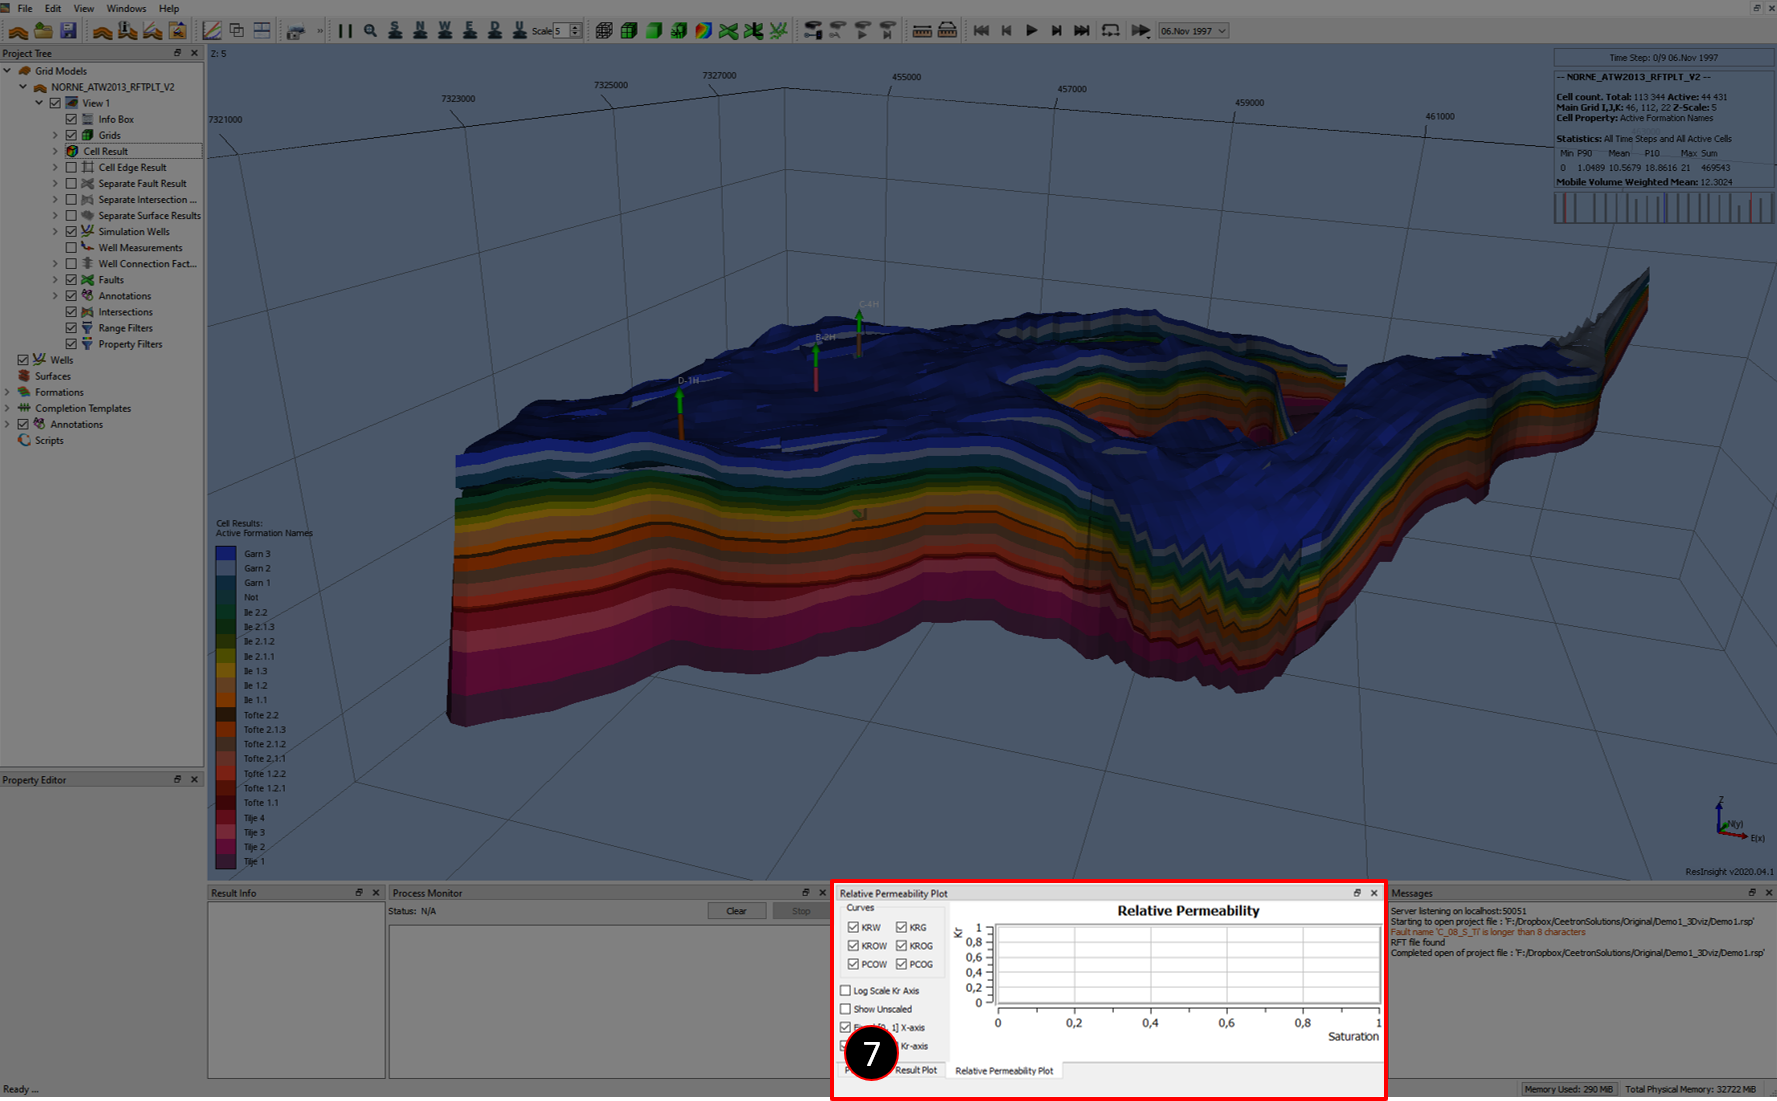 File Edit View Windows Help
Scale 5
06.Nov 1997
Project Tree
Grid Models
NORNE_ATW2013_RFTPLT_V2
View 1
Info Box
Grids
Cell Result
Cell Edge Result
Separate Fault Result
Separate Intersection ...
Separate Surface Results
Simulation Wells
Well Measurements
Well Connection Fact...
Faults
Annotations
Intersections
Range Filters
Property Filters
Wells
Surfaces
Formations
Completion Templates
Annotations
Scripts
Property Editor
Z: 5
7321000
7323000
7325000
7327000
455000
457000
459000
461000
C-4H
B-2H
D-1H
Time Step: 0/9 06.Nov 1997
-- NORNE_ATW2013_RFTPLT_V2 --
Cell count. Total: 113 344 Active: 44 431
Main Grid I,J,K: 46, 112, 22 Z-Scale: 5
Cell Property: Active Formation Names
Statistics: All Time Steps and All Active Cells
Min P90 Mean P10 Max Sum
0 1.0489 10.5679 18.8616 21 469543
Mobile Volume Weighted Mean: 12.3024
Cell Results:
Active Formation Names
Garn 3
Garn 2
Garn 1
Not
Ile 2.2
Ile 2.1.3
Ile 2.1.2
Ile 2.1.1
Ile 1.3
Ile 1.2
Ile 1.1
Tofte 2.2
Tofte 2.1.3
Tofte 2.1.2
Tofte 2.1.1
Tofte 1.2.2
Tofte 1.2.1
Tofte 1.1
Tilje 4
Tilje 3
Tilje 2
Tilje 1
Z
N(y)
E(x)
ResInsight v2020.04.1
Result Info
Process Monitor
Status: N/A
Clear
Stop
Relative Permeability Plot
Curves
KRW KRG
KROW KROG
PCOW PCOG
Log Scale Kr Axis
Show Unscaled
1] X-axis
Kr-axis
7
Relative Permeability
Kr
1
0,8
0,6
0,4
0,2
0
0 0,2 0,4 0,6 0,8 1
Saturation
Result Plot
Relative Permeability Plot
Messages
Server listening on localhost:50051
Starting to open project file : 'F:/Dropbox/CeetronSolutions/Original/Demo1_3Dviz/Demo1.rsp'
Fault name 'C_08_S_Ti' is longer than 8 characters
RFT file found
Completed open of project file : 'F:/Dropbox/CeetronSolutions/Original/Demo1_3Dviz/Demo1.rsp'
Ready ...
Memory Used: 290 MiB
Total Physical Memory: 32722 MiB